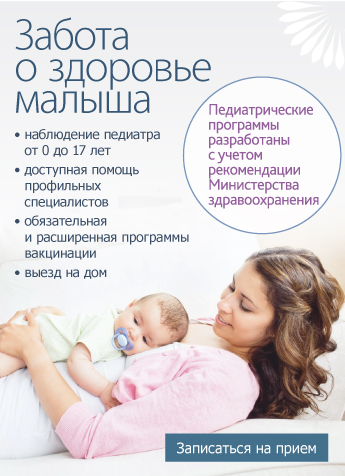 Забота
о здоровье
малыша
• наблюдение педиатра
от 0 до 17 лет
• доступная помощь
профильных
специалистов
• обязательная
и расширенная программы
вакцинации
• выезд на дом
Педиатрические
программы
разработаны
с учетом
рекомендации
Министерства
здравоохранения
Записаться на прием